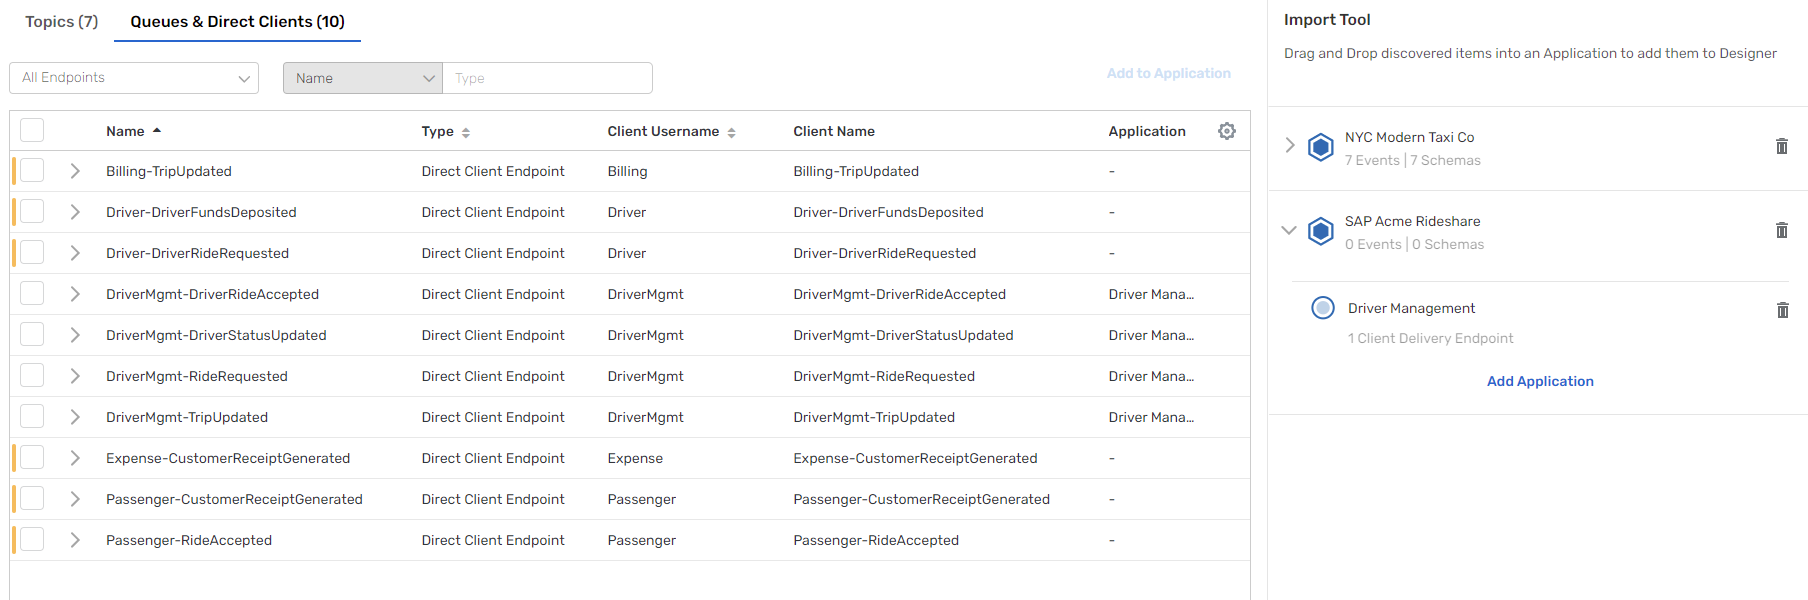 Topics (7) Queues & Direct Clients (10)
All Endpoints Name Type Add to Application
Name Type Client Username Client Name Application
Billing-TripUpdated Direct Client Endpoint Billing Billing-TripUpdated -
Driver-DriverFundsDeposited Direct Client Endpoint Driver Driver-DriverFundsDeposited -
Driver-DriverRideRequested Direct Client Endpoint Driver Driver-DriverRideRequested -
DriverMgmt-DriverRideAccepted Direct Client Endpoint DriverMgmt DriverMgmt-DriverRideAccepted Driver Mana...
DriverMgmt-DriverStatusUpdated Direct Client Endpoint DriverMgmt DriverMgmt-DriverStatusUpdated Driver Mana...
DriverMgmt-RideRequested Direct Client Endpoint DriverMgmt DriverMgmt-RideRequested Driver Mana...
DriverMgmt-TripUpdated Direct Client Endpoint DriverMgmt DriverMgmt-TripUpdated Driver Mana...
Expense-CustomerReceiptGenerated Direct Client Endpoint Expense Expense-CustomerReceiptGenerated -
Passenger-CustomerReceiptGenerated Direct Client Endpoint Passenger Passenger-CustomerReceiptGenerated -
Passenger-RideAccepted Direct Client Endpoint Passenger Passenger-RideAccepted -
Import Tool
Drag and Drop discovered items into an Application to add them to Designer
NYC Modern Taxi Co
7 Events | 7 Schemas
SAP Acme Rideshare
0 Events | 0 Schemas
Driver Management
1 Client Delivery Endpoint
Add Application